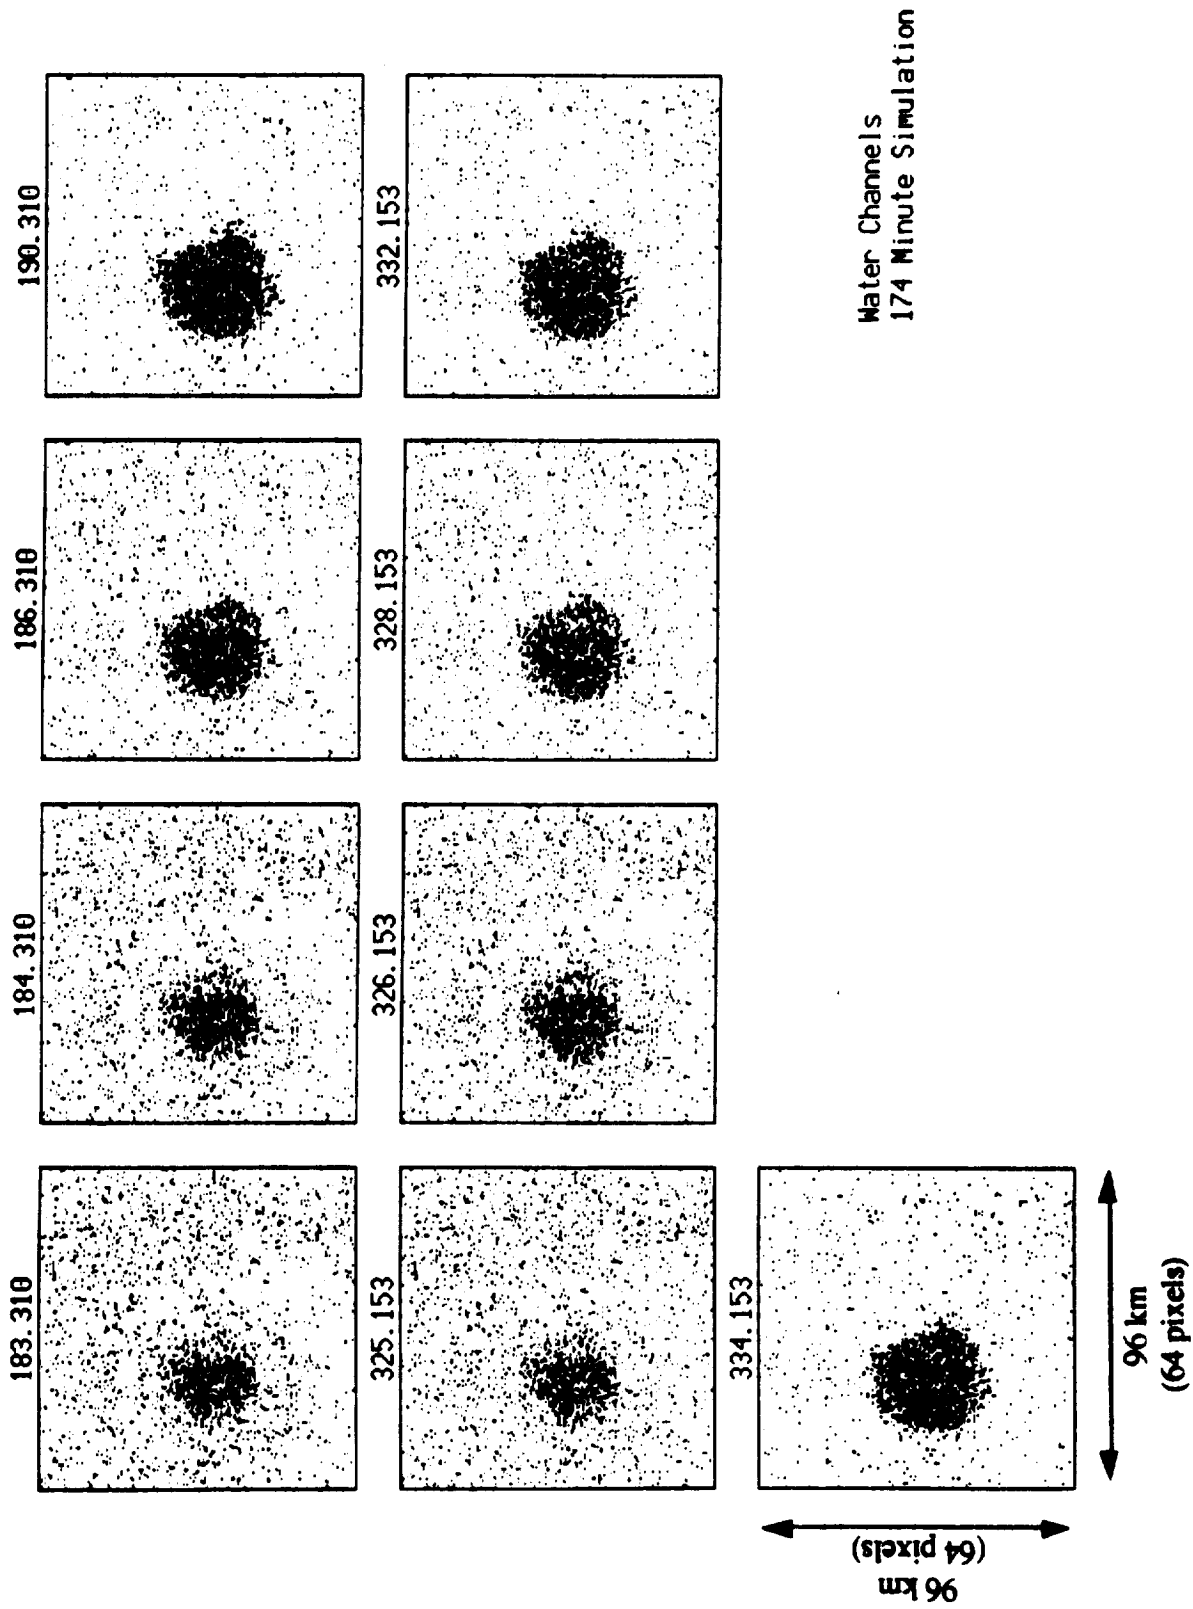 183.310
184.310
186.310
190.310
325.153
326.153
328.153
332.153
334.153
Water Channels
174 Minute Simulation
96 km
(64 pixels)
96 km
(64 pixels)